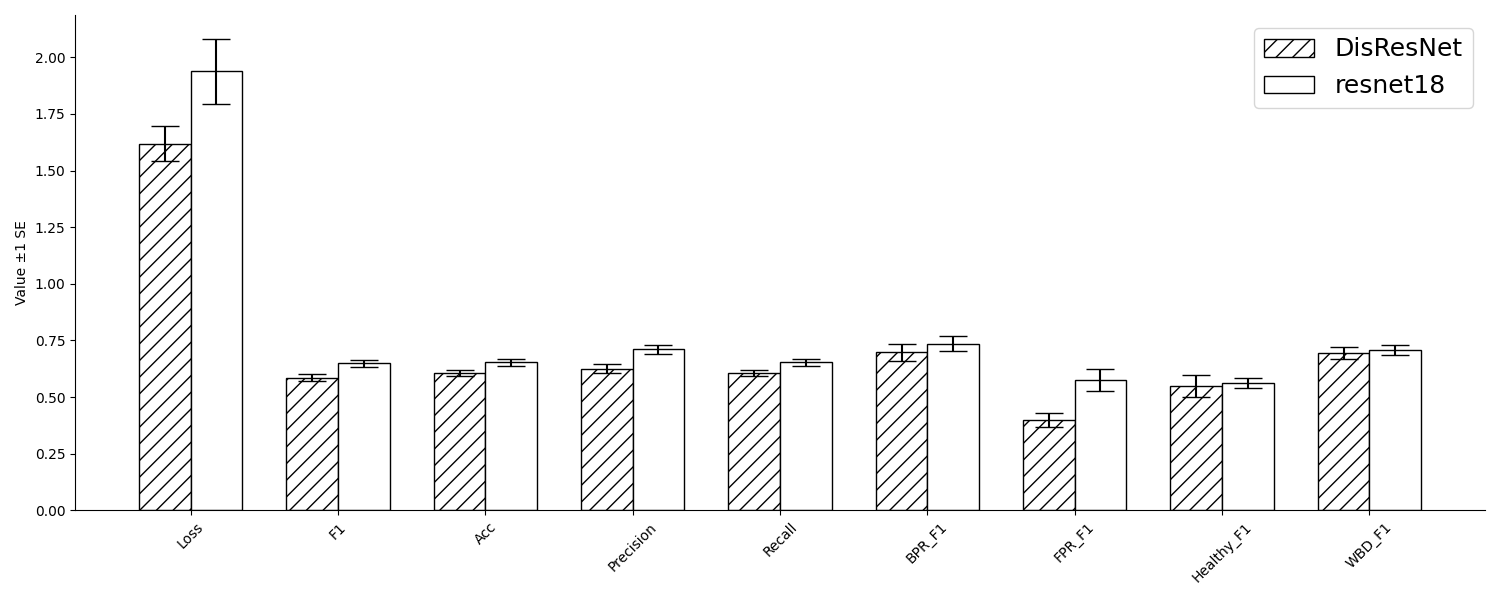 DisResNet
resnet18
Value ±1 SE
2.00
1.75
1.50
1.25
1.00
0.75
0.50
0.25
0.00
Loss
F1
Acc
Precision
Recall
BPR_F1
FPR_F1
Healthy_F1
WBD_F1